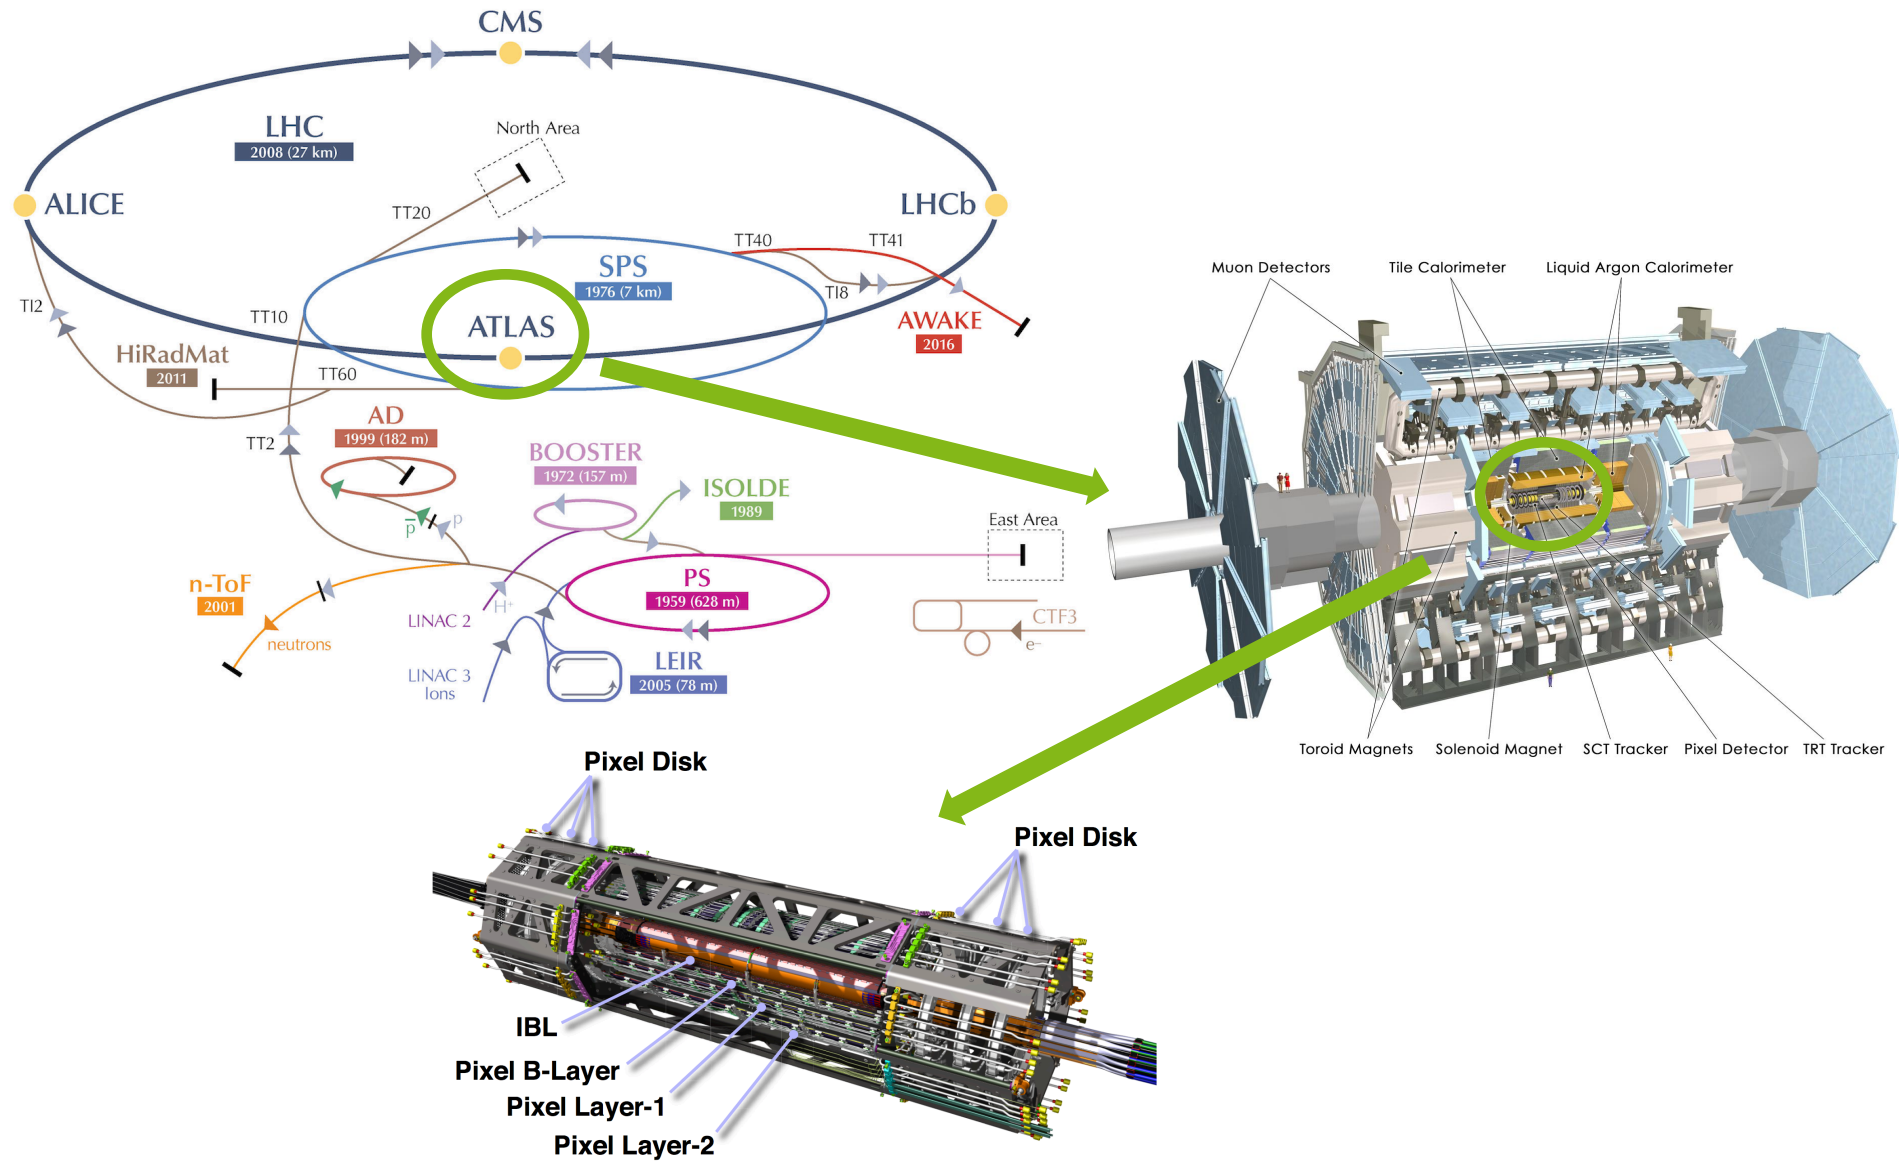 CMS
LHC
2008 (27 km)
North Area
ALICE
LHCb
TT20
TT40
TT41
SPS
1976 (7 km)
TI2
TT10
TI8
ATLAS
AWAKE
2016
HiRadMat
2011
TT60
AD
1999 (182 m)
TT2
BOOSTER
1972 (157 m)
ISOLDE
1989
p
p̅
East Area
n-ToF
2001
neutrons
PS
1959 (628 m)
H⁺
LINAC 2
CTF3
e⁻
LINAC 3
Ions
LEIR
2005 (78 m)
Muon Detectors
Tile Calorimeter
Liquid Argon Calorimeter
Toroid Magnets
Solenoid Magnet
SCT Tracker
Pixel Detector
TRT Tracker
Pixel Disk
Pixel Disk
IBL
Pixel B-Layer
Pixel Layer-1
Pixel Layer-2